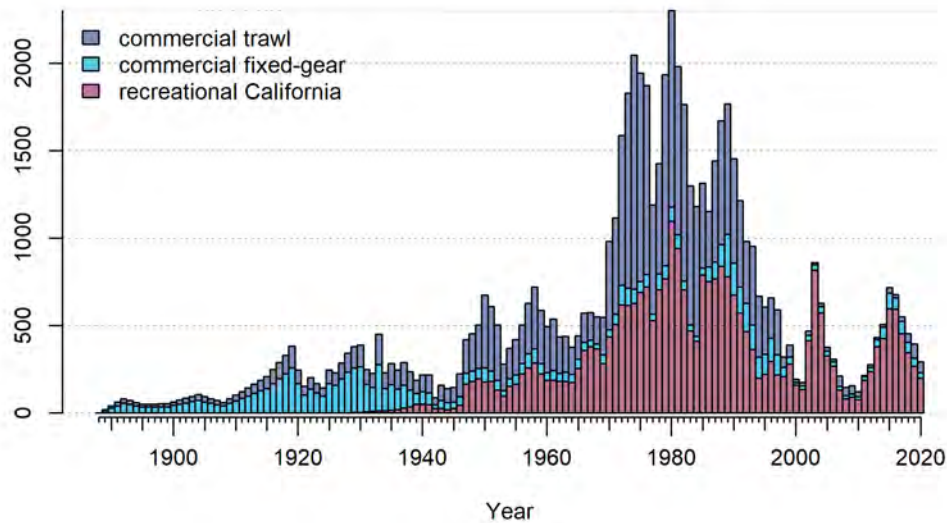 commercial trawl
commercial fixed-gear
recreational California
2000
1500
1000
500
0
1900 1920 1940 1960 1980 2000 2020
Year